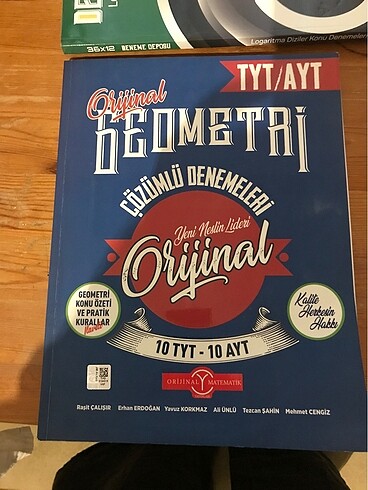 36x12 DENEME DEPOSU
Logaritma Diziler Konu Denemeleri
TYT/AYT
Orijinal
GEOMETRİ
ÇÖZÜMLÜ DENEMELERİ
Yeni Neslin Lideri
Orijinal
GEOMETRİ
KONU ÖZETİ
VE PRATİK
KURALLAR
Kalite
Herkesin
Hakkı
10 TYT - 10 AYT
ORİJİNAL MATEMATİK
Raşit ÇALIŞIR Erhan ERDOĞAN Yavuz KORKMAZ Ali ÜNLÜ Tezcan ŞAHİN Mehmet CENGİZ